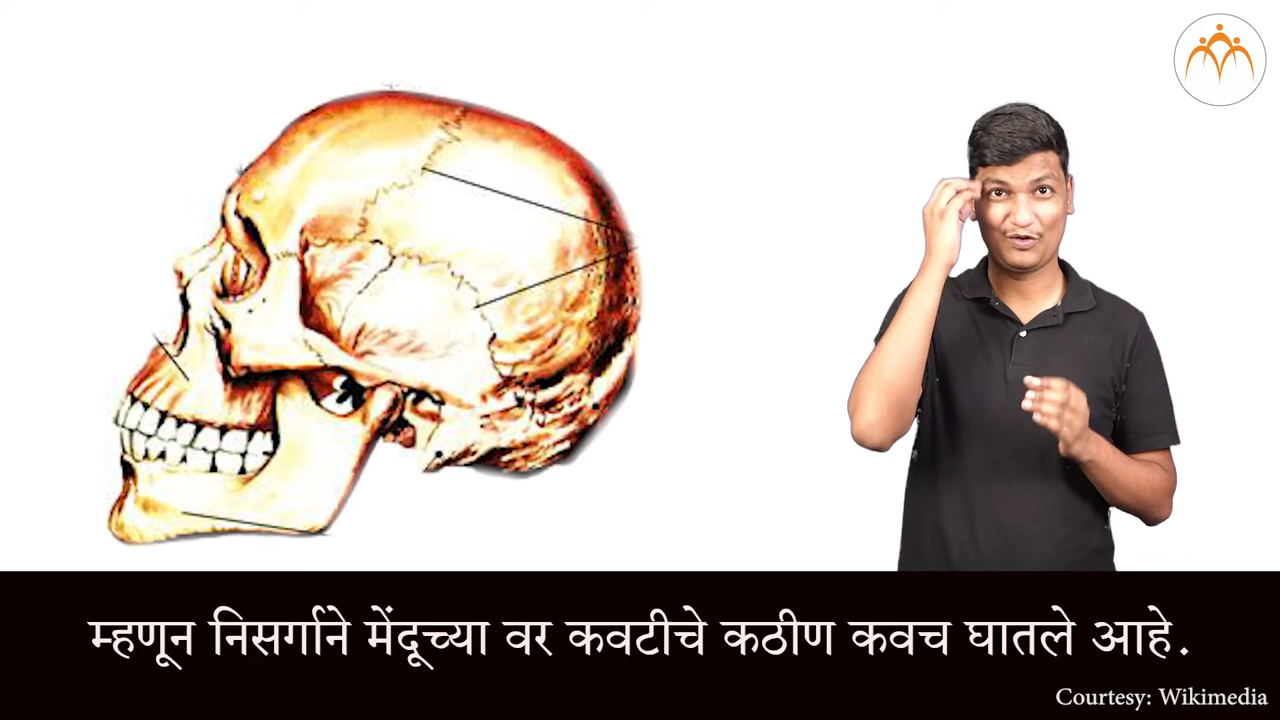 म्हणून निसर्गाने मेंदूच्या वर कवटीचे कठीण कवच घातले आहे.
Courtesy: Wikimedia